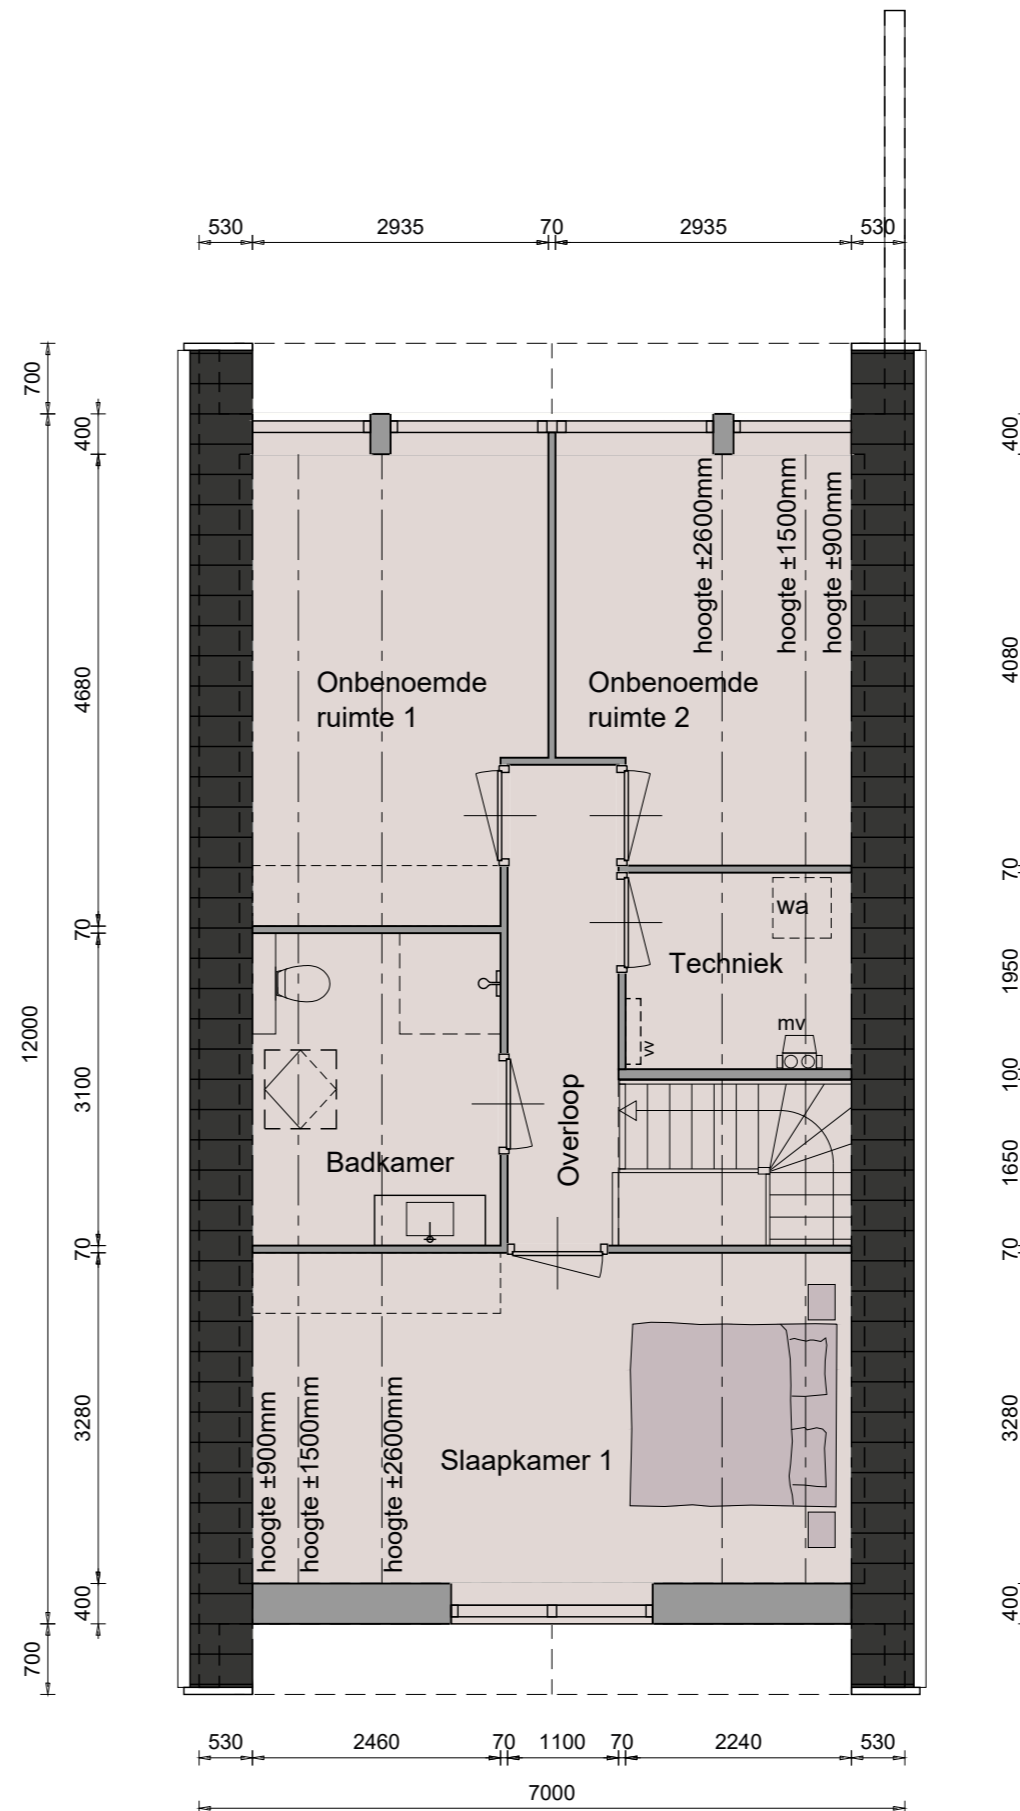 530
2935
70
2935
530
700
400
4680
70
12000
3100
70
3280
400
700
400
4080
70
1950
100
1650
70
3280
400
hoogte ±2600mm
hoogte ±1500mm
hoogte ±900mm
Onbenoemde
ruimte 1
Onbenoemde
ruimte 2
wa
Techniek
mv
vv
Overloop
Badkamer
hoogte ±900mm
hoogte ±1500mm
hoogte ±2600mm
Slaapkamer 1
530
2460
70
1100
70
2240
530
7000